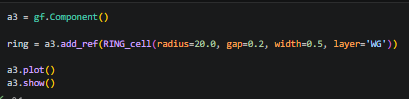 a3 = gf.Component()
ring = a3.add_ref(RING_cell(radius=20.0, gap=0.2, width=0.5, layer='WG'))
a3.plot()
a3.show()